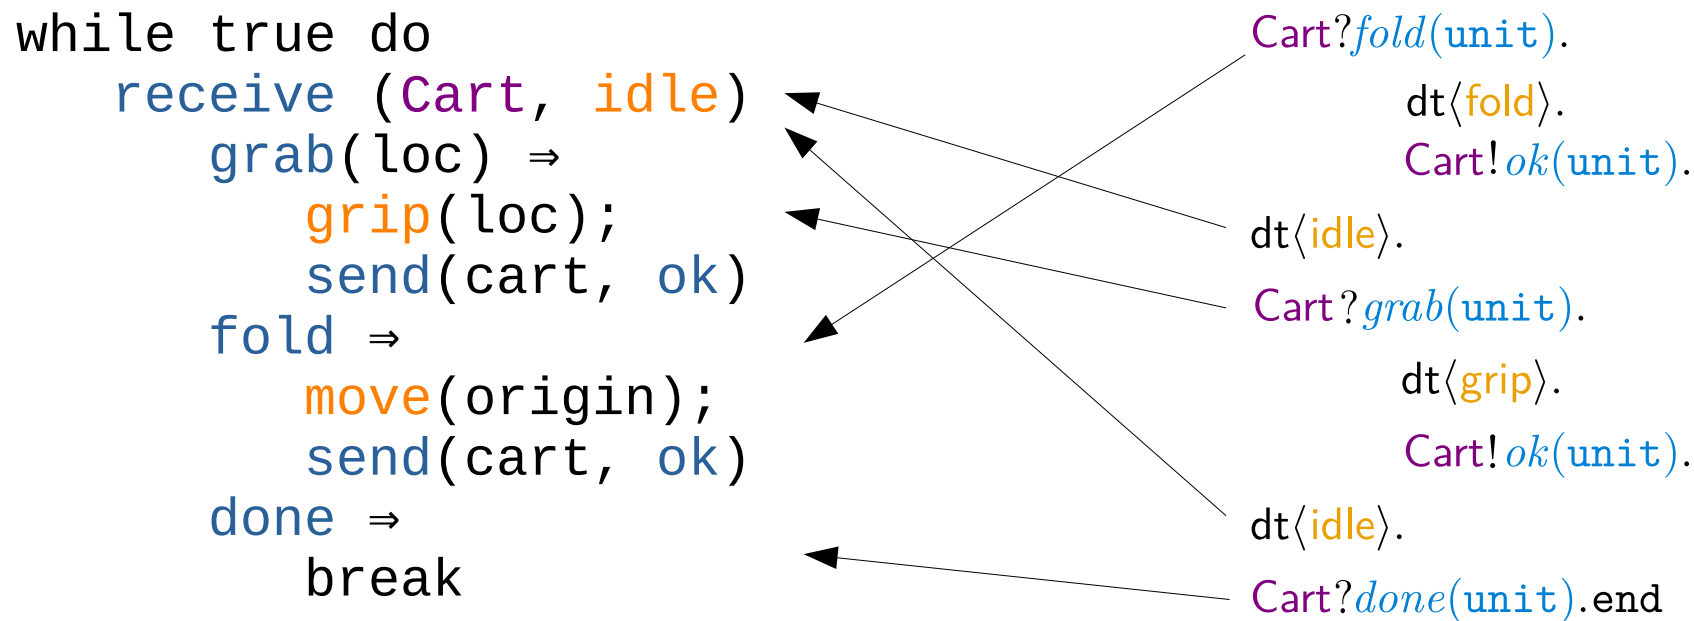 while true do
receive (Cart, idle)
grab(loc) ⇒
grip(loc);
send(cart, ok)
fold ⇒
move(origin);
send(cart, ok)
done ⇒
break
Cart?fold(unit).
dt⟨fold⟩.
Cart!ok(unit).
dt⟨idle⟩.
Cart?grab(unit).
dt⟨grip⟩.
Cart!ok(unit).
dt⟨idle⟩.
Cart?done(unit).end